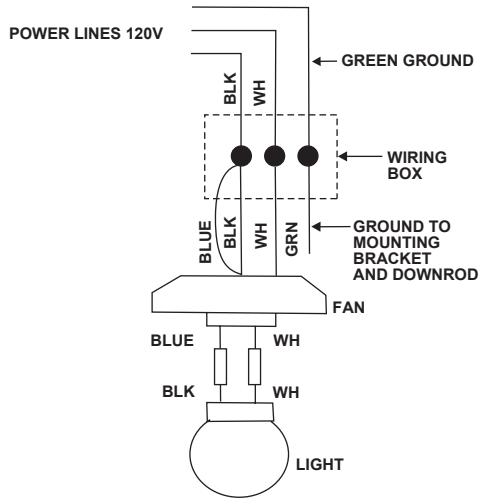 POWER LINES 120V
GREEN GROUND
BLK
WH
WIRING
BOX
BLUE
BLK
WH
GRN
GROUND TO
MOUNTING
BRACKET
AND DOWNROD
FAN
BLUE
WH
BLK
WH
LIGHT